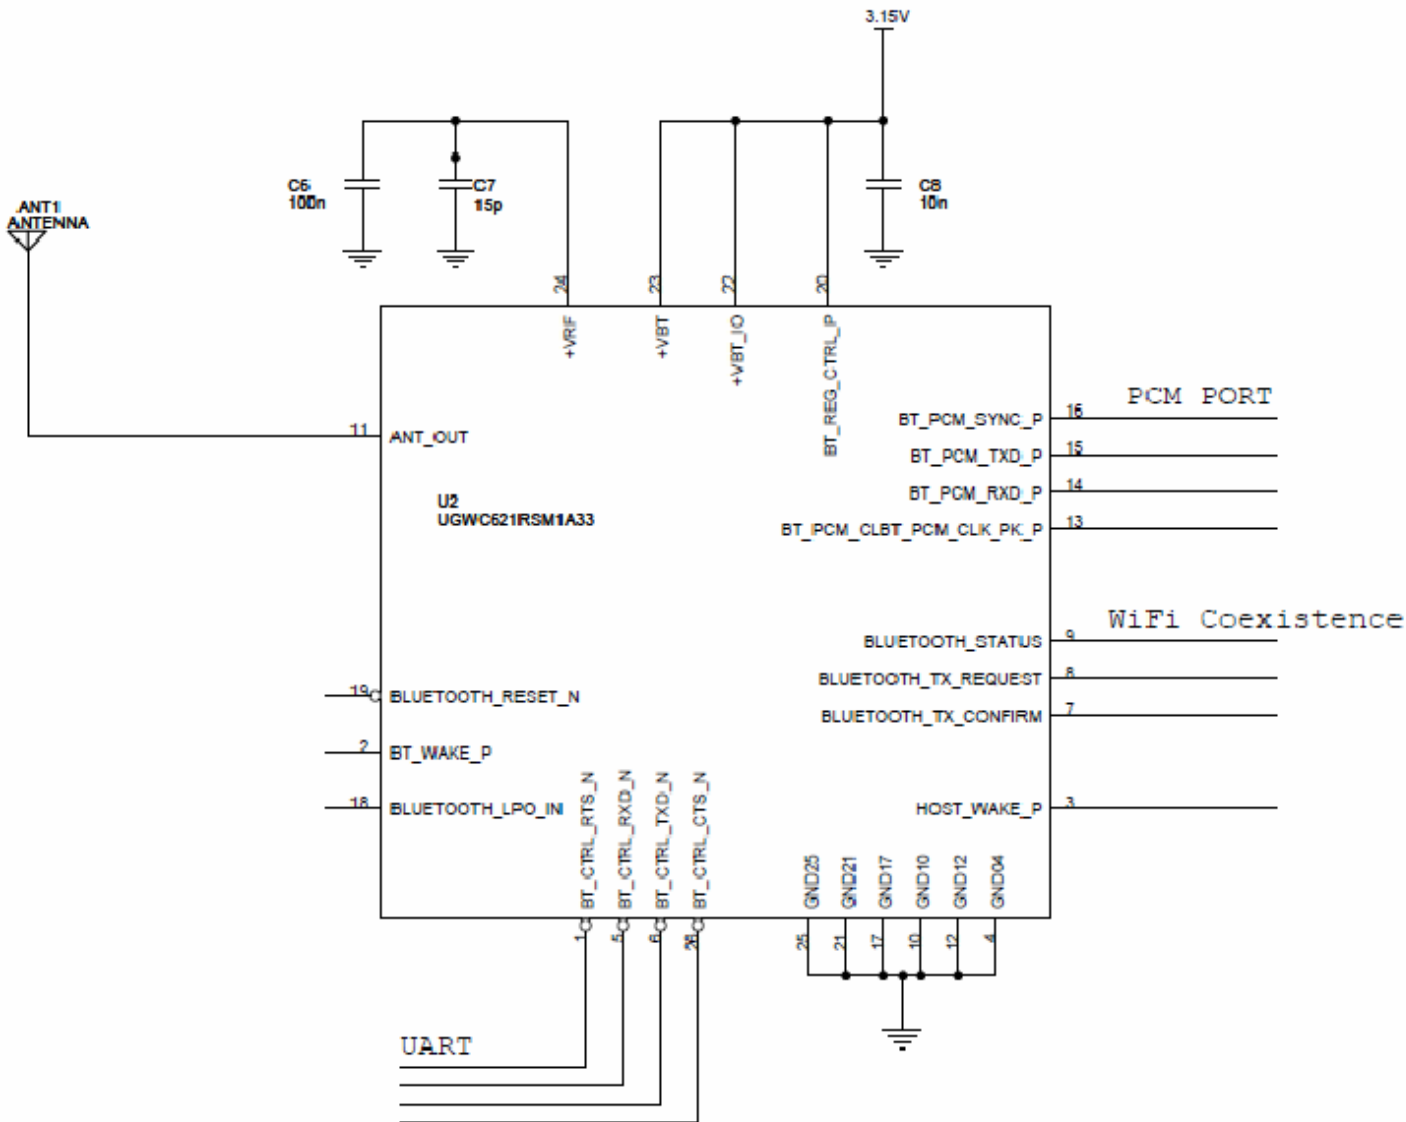 3.15V
C6
100n
C7
15p
C8
10n
ANT1
ANTENNA
24
23
22
20
+VRIF
+VBT
+VBT_IO
BT_REG_CTRL_IP
PCM PORT
11
ANT_OUT
BT_PCM_SYNC_P
16
BT_PCM_TXD_P
15
U2
UGWC621RSM1A33
BT_PCM_RXD_P
14
BT_PCM_CLBT_PCM_CLK_PK_P
13
WiFi Coexistence
BLUETOOTH_STATUS
9
BLUETOOTH_TX_REQUEST
8
19
BLUETOOTH_RESET_N
BLUETOOTH_TX_CONFIRM
7
2
BT_WAKE_P
18
BLUETOOTH_LPO_IN
HOST_WAKE_P
3
BT_CTRL_RTS_N
BT_CTRL_RXD_N
BT_CTRL_TXD_N
BT_CTRL_CTS_N
GND25
GND21
GND17
GND10
GND12
GND04
1
5
6
26
25
21
17
10
12
4
UART